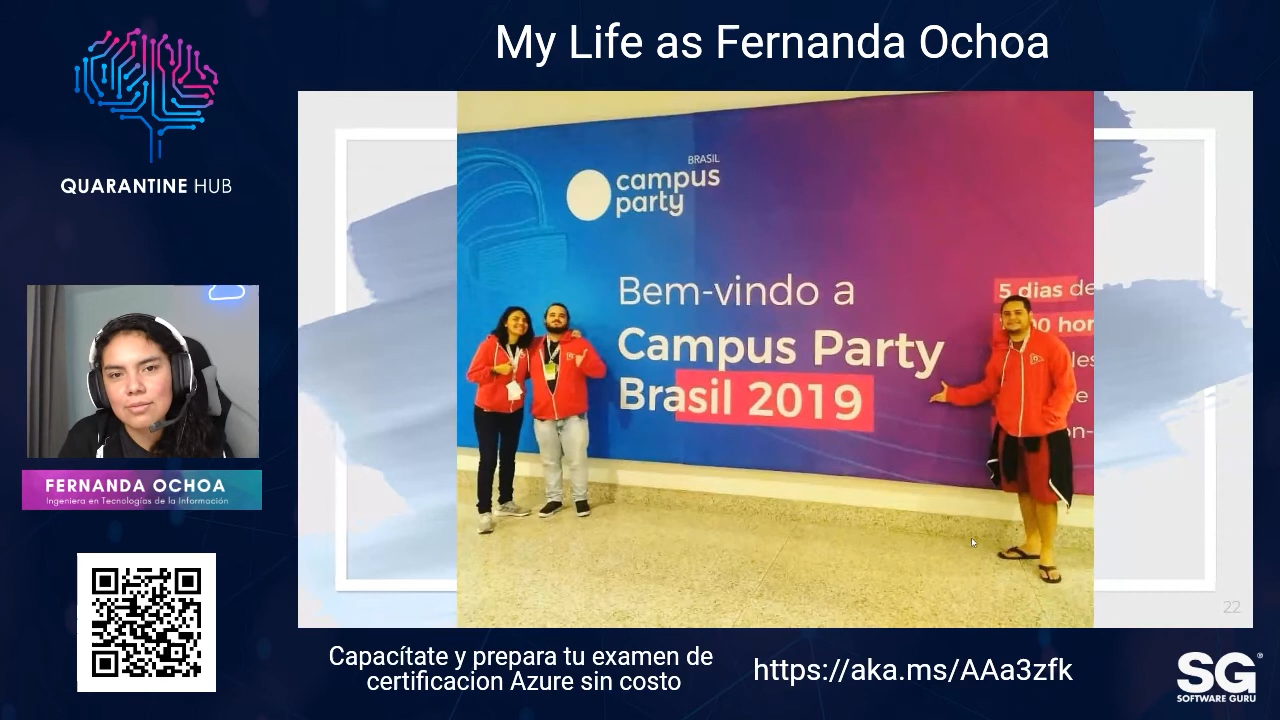 My Life as Fernanda Ochoa
QUARANTINE HUB
BRASIL
campus
party
Bem-vindo a
Campus Party
Brasil 2019
5 dias de
00 hor
FERNANDA OCHOA
Ingeniera en Tecnologías de la Información
22
Capacítate y prepara tu examen de
certificacion Azure sin costo
https://aka.ms/AAa3zfk
SG
SOFTWARE GURU